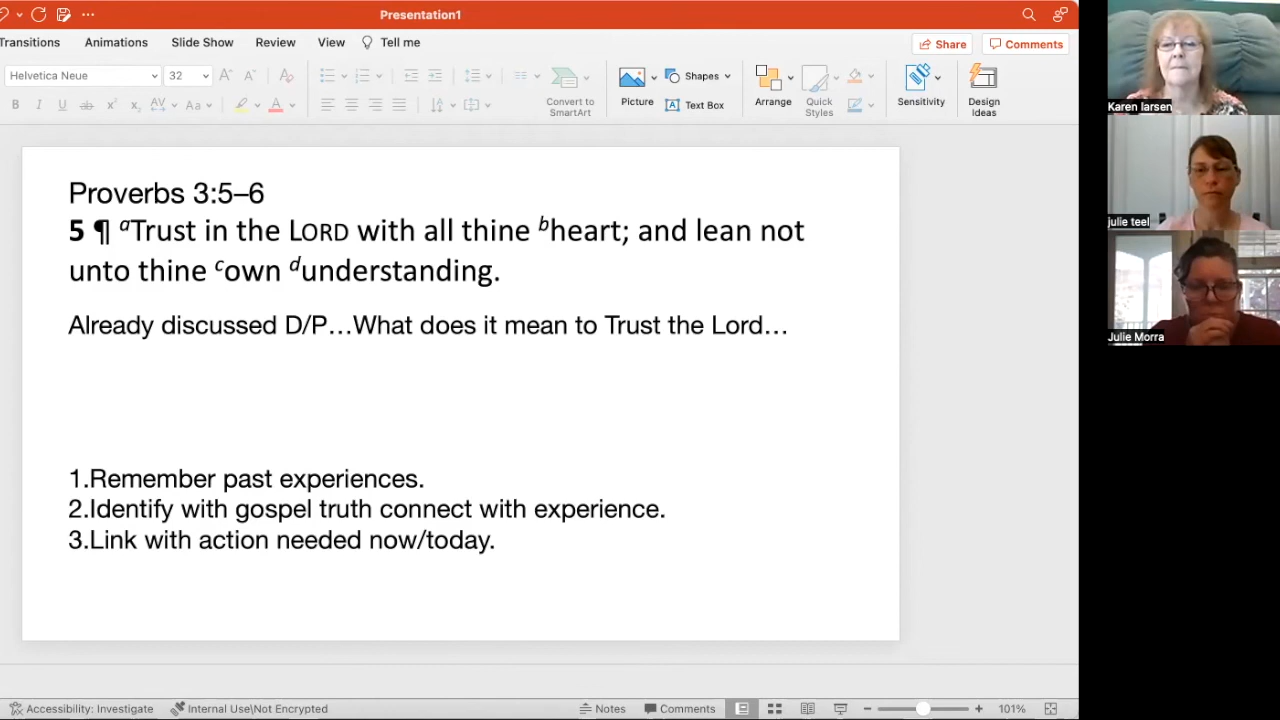 Presentation1
Transitions Animations Slide Show Review View Tell me Share Comments
Helvetica Neue 32 Convert to SmartArt Picture Shapes Text Box Arrange Quick Styles Sensitivity Design Ideas
Proverbs 3:5–6
5 ¶ aTrust in the LORD with all thine bheart; and lean not
unto thine cown dunderstanding.
Already discussed D/P…What does it mean to Trust the Lord…
1.Remember past experiences.
2.Identify with gospel truth connect with experience.
3.Link with action needed now/today.
Accessibility: Investigate Internal Use\Not Encrypted Notes Comments 101%
Karen larsen
julie teel
Julie Morra